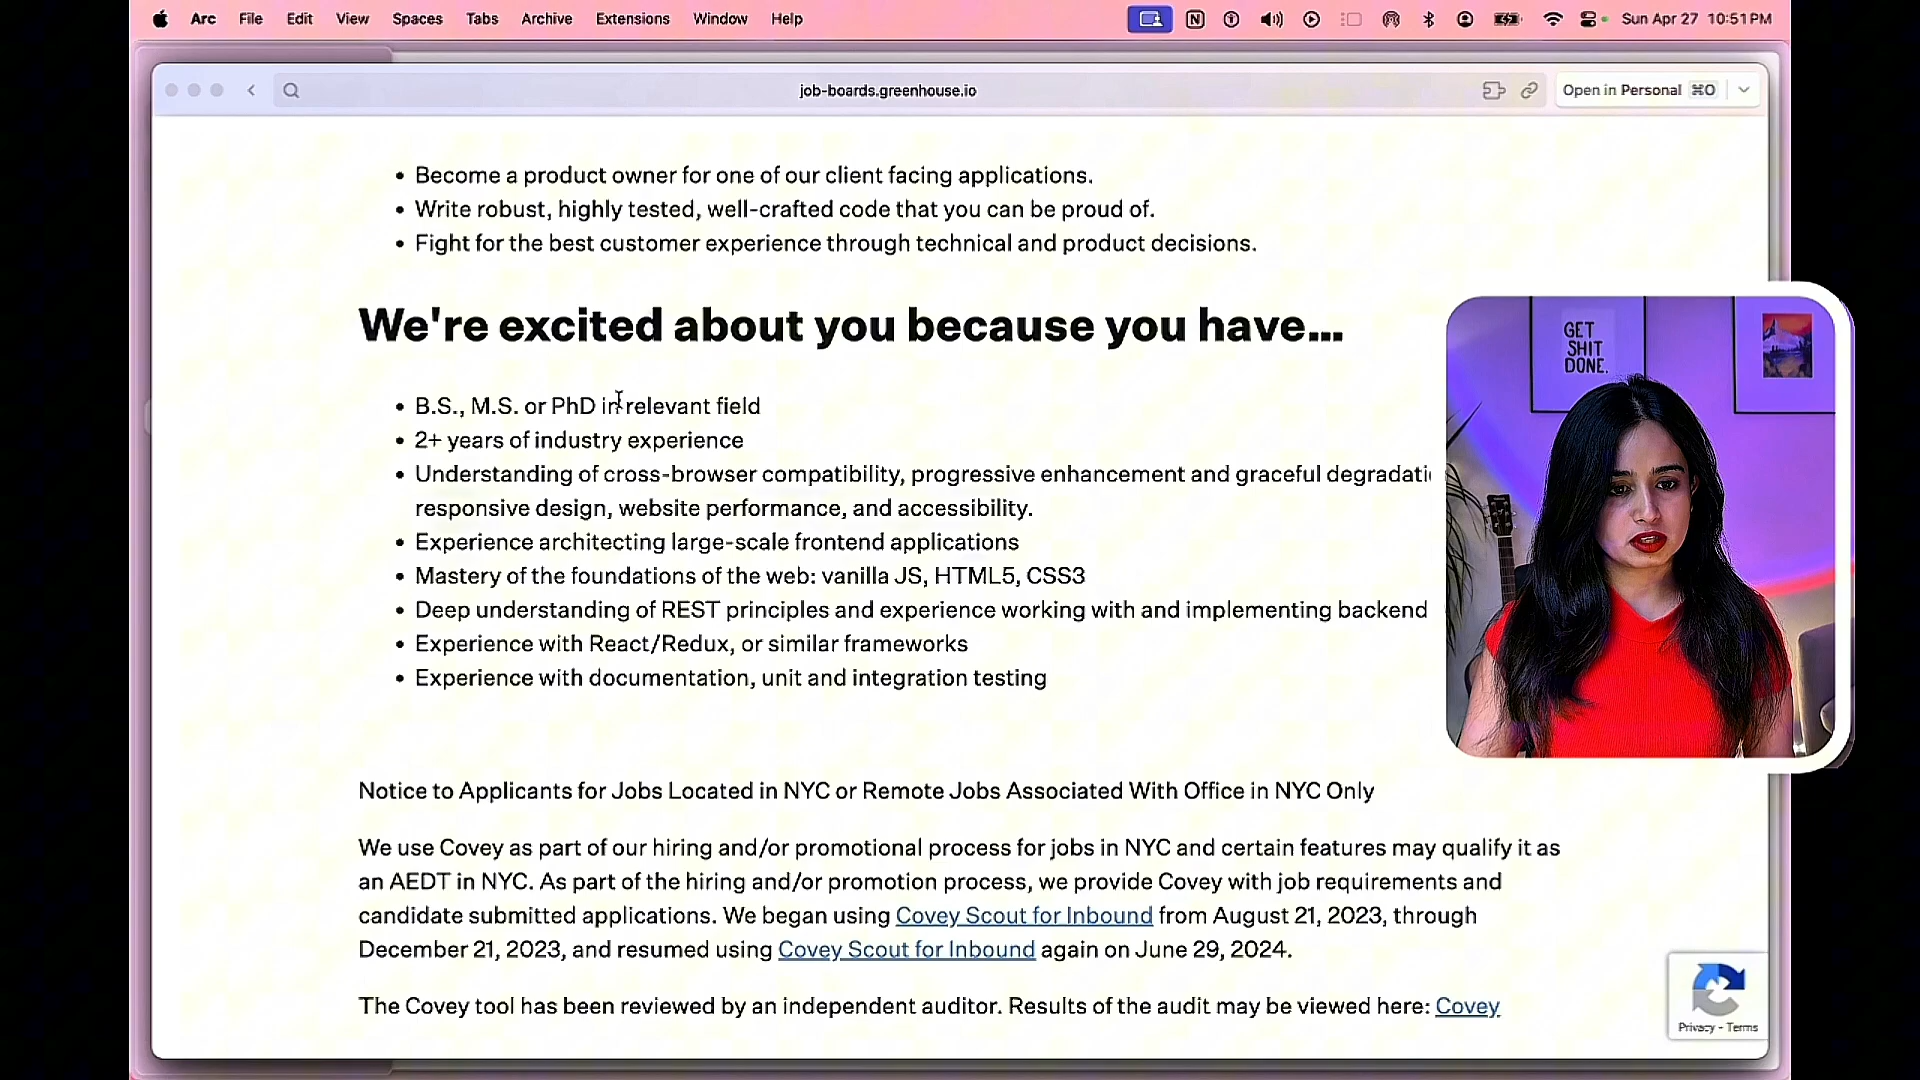 Arc File Edit View Spaces Tabs Archive Extensions Window Help Sun Apr 27 10:51 PM
job-boards.greenhouse.io Open in Personal ⌘O
• Become a product owner for one of our client facing applications.
• Write robust, highly tested, well-crafted code that you can be proud of.
• Fight for the best customer experience through technical and product decisions.
We're excited about you because you have...
GET
SHIT
DONE.
• B.S., M.S. or PhD in relevant field
• 2+ years of industry experience
• Understanding of cross-browser compatibility, progressive enhancement and graceful
responsive design, website performance, and accessibility.
• Experience architecting large-scale frontend applications
• Mastery of the foundations of the web: vanilla JS, HTML5, CSS3
• Deep understanding of REST principles and experience working with and implementing backend
• Experience with React/Redux, or similar frameworks
• Experience with documentation, unit and integration testing
Notice to Applicants for Jobs Located in NYC or Remote Jobs Associated With Office in NYC Only
We use Covey as part of our hiring and/or promotional process for jobs in NYC and certain features may qualify it as
an AEDT in NYC. As part of the hiring and/or promotion process, we provide Covey with job requirements and
candidate submitted applications. We began using Covey Scout for Inbound from August 21, 2023, through
December 21, 2023, and resumed using Covey Scout for Inbound again on June 29, 2024.
The Covey tool has been reviewed by an independent auditor. Results of the audit may be viewed here: Covey
Privacy - Terms